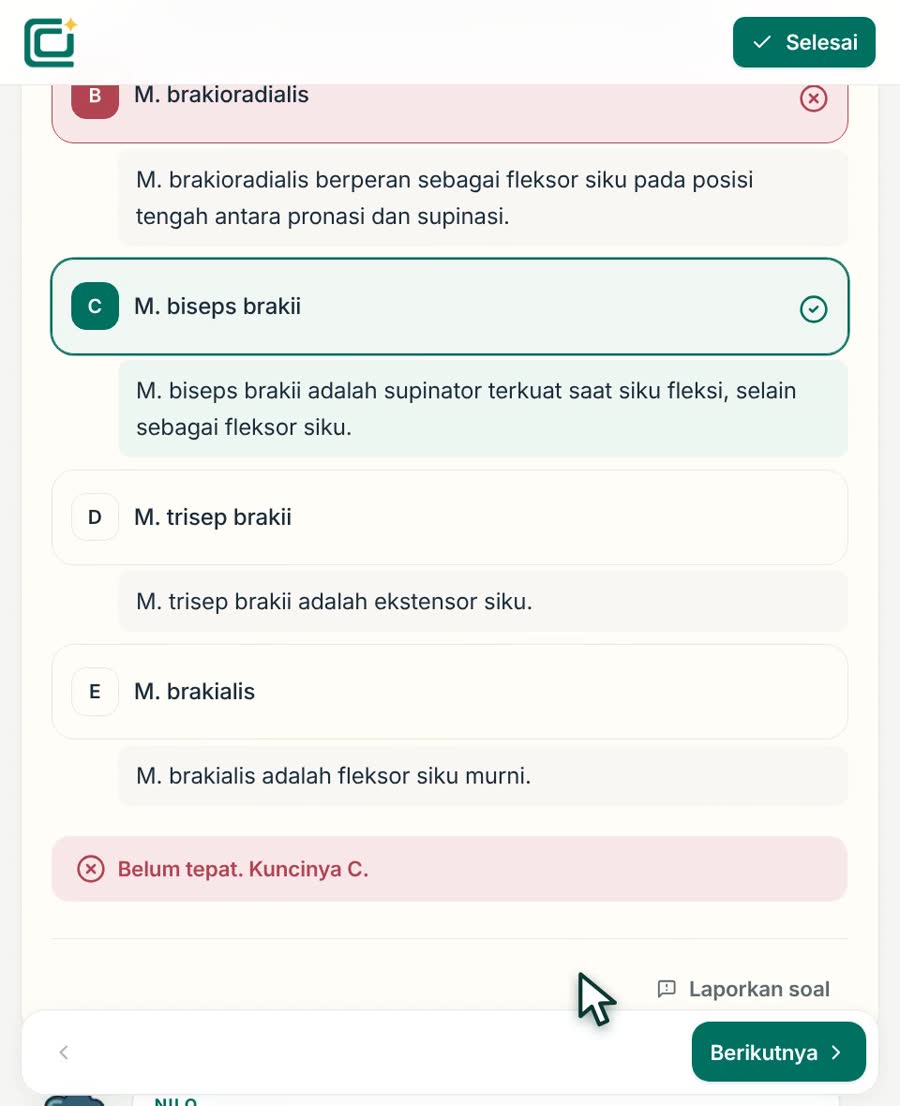 Selesai
B M. brakioradialis
M. brakioradialis berperan sebagai fleksor siku pada posisi
tengah antara pronasi dan supinasi.
C M. biseps brakii
M. biseps brakii adalah supinator terkuat saat siku fleksi, selain
sebagai fleksor siku.
D M. trisep brakii
M. trisep brakii adalah ekstensor siku.
E M. brakialis
M. brakialis adalah fleksor siku murni.
Belum tepat. Kuncinya C.
Laporkan soal
Berikutnya
NILO